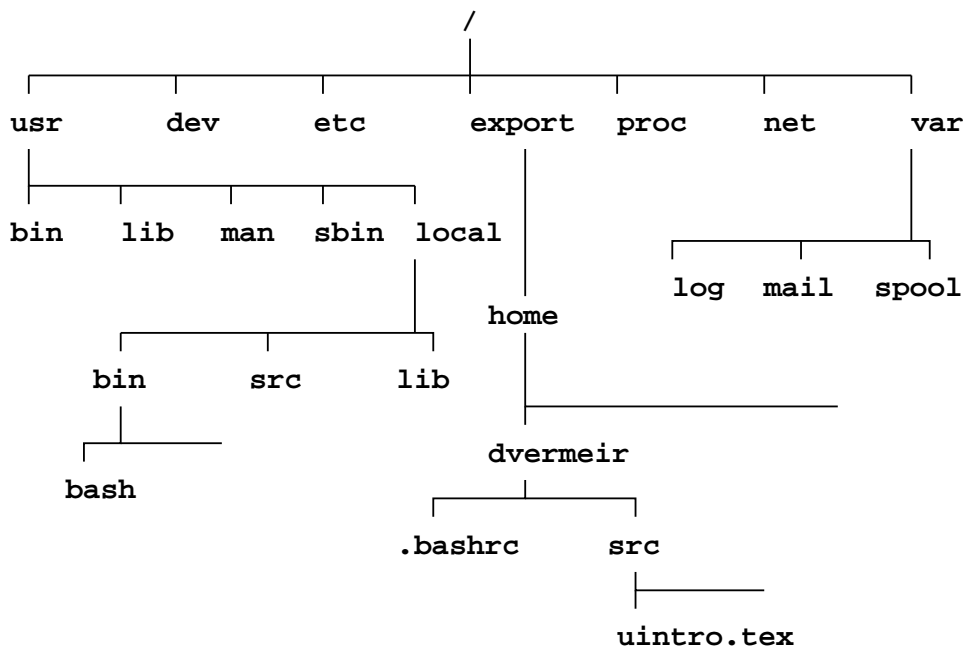 /
usr dev etc export proc net var
bin lib man sbin local
log mail spool
home
bin src lib
dvermeir
bash
.bashrc src
uintro.tex